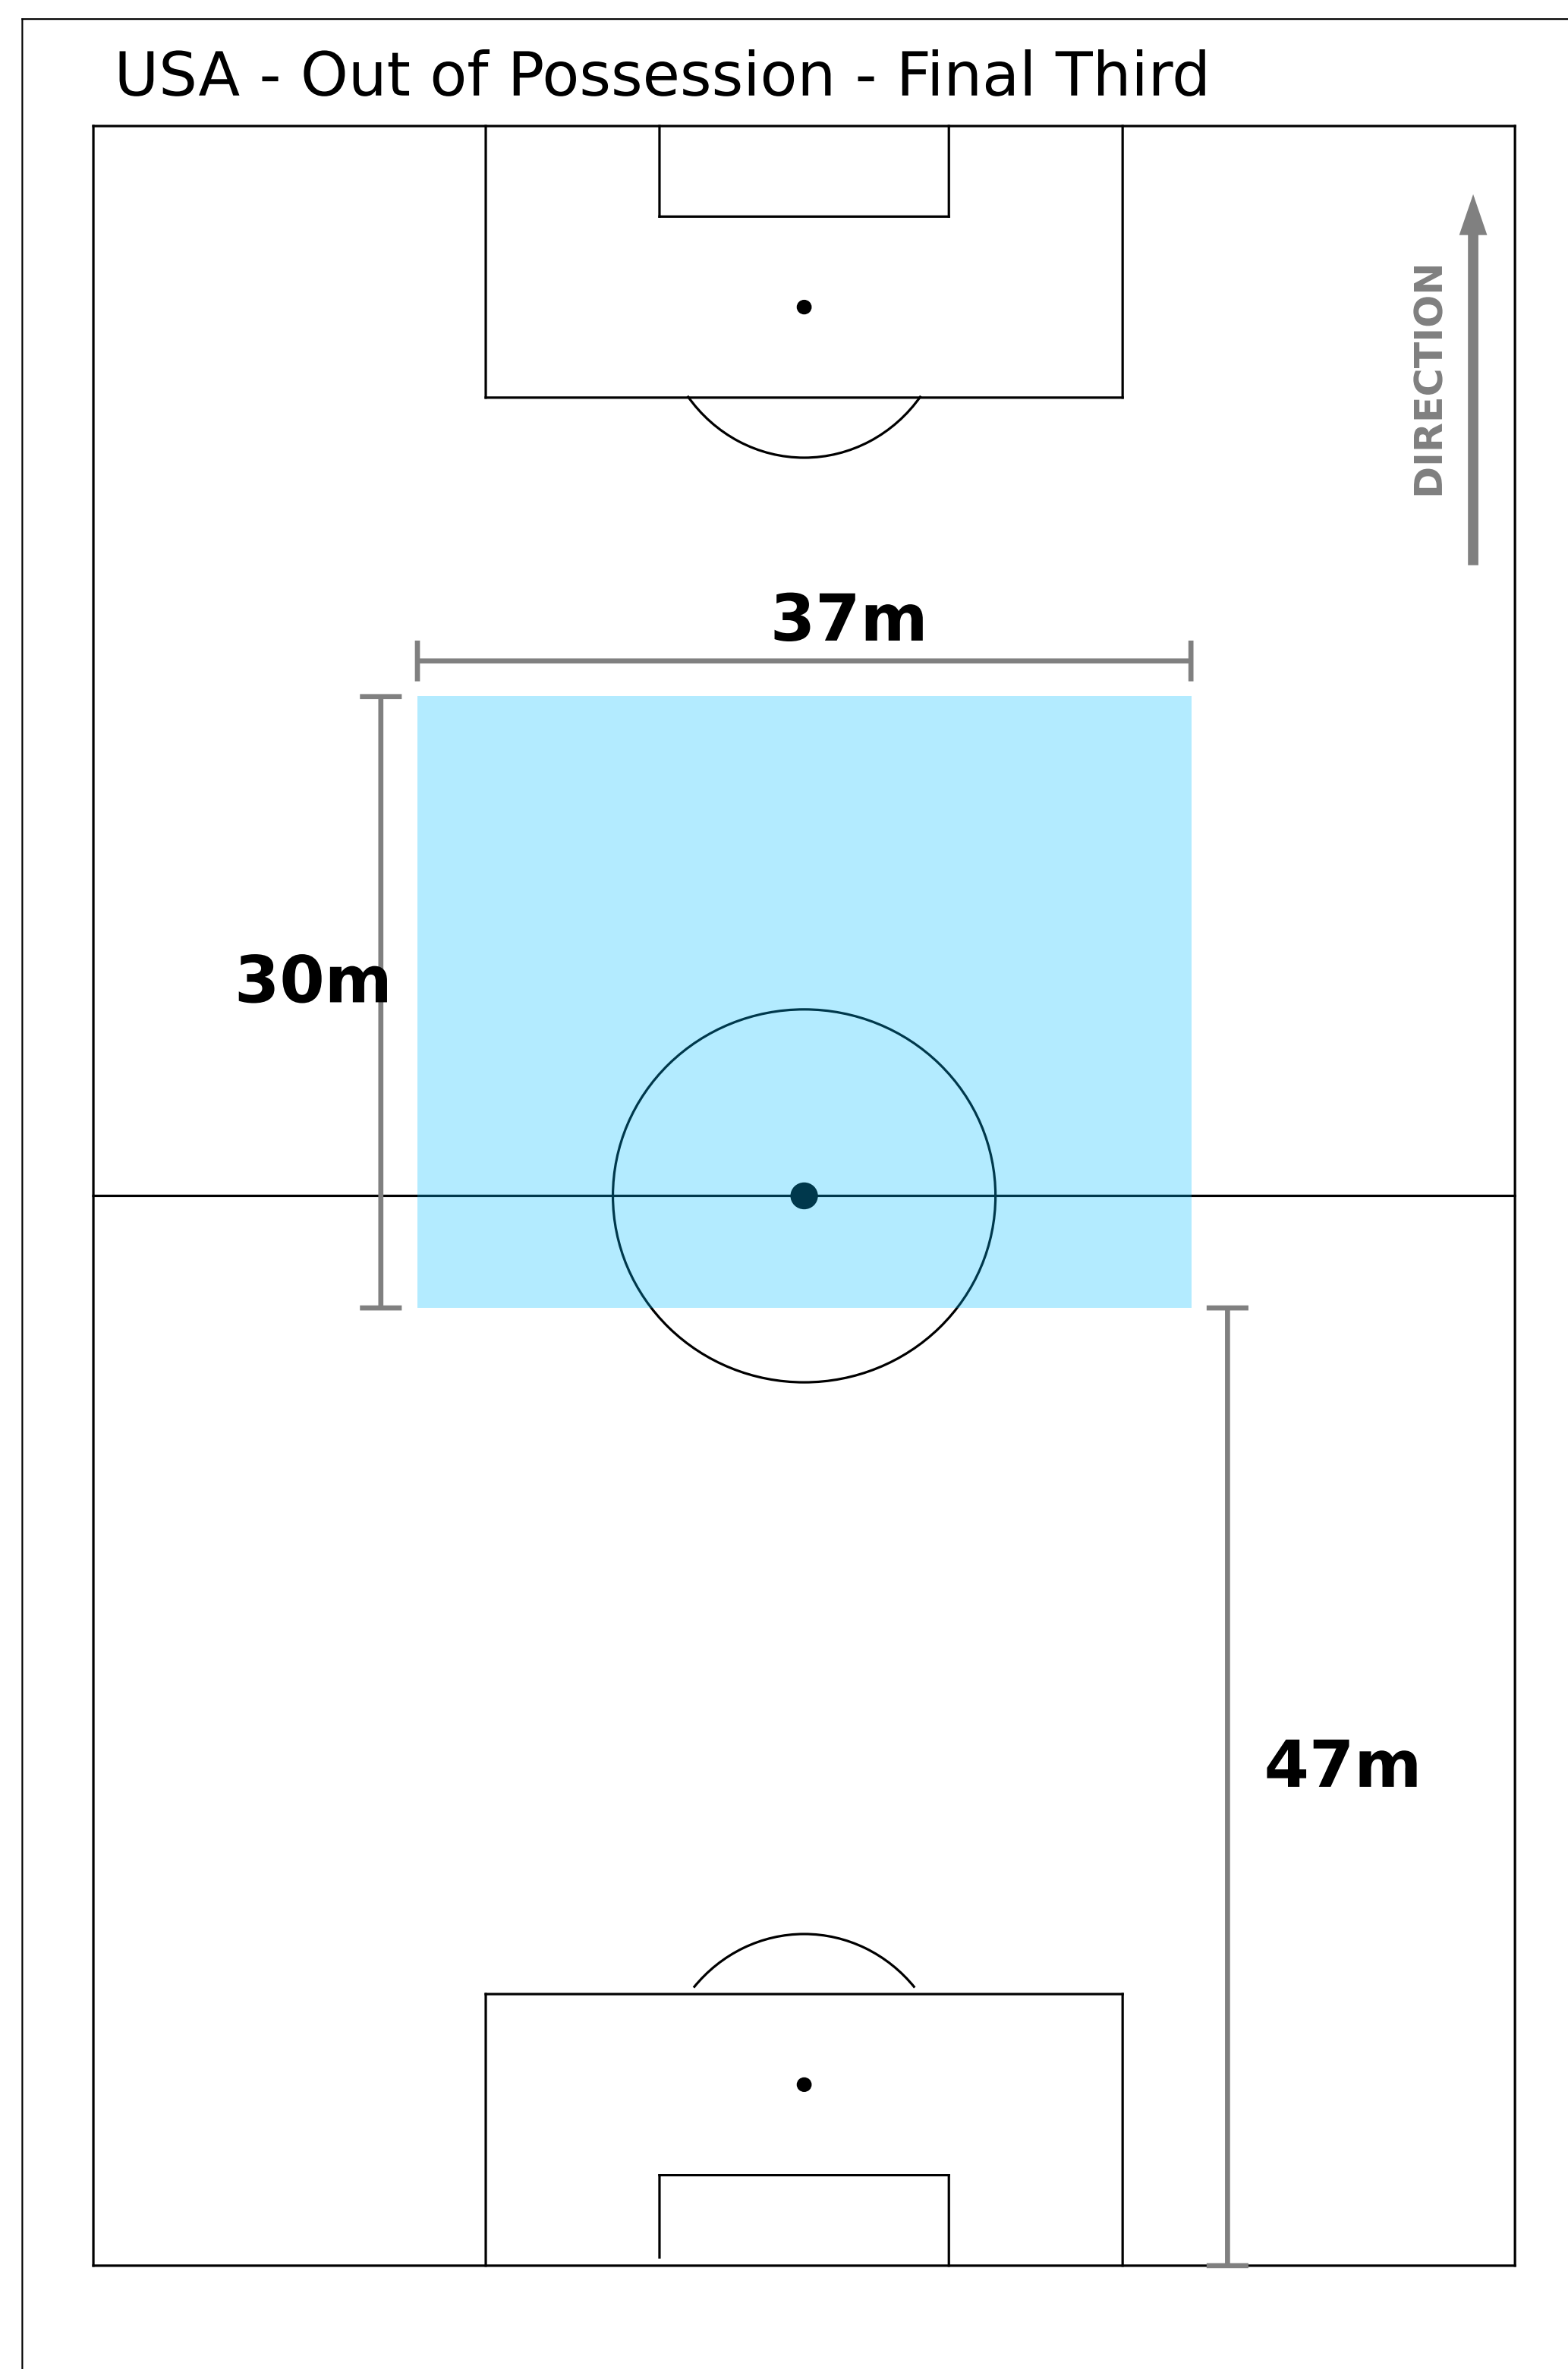 USA - Out of Possession - Final Third
DIRECTION
37m
30m
47m